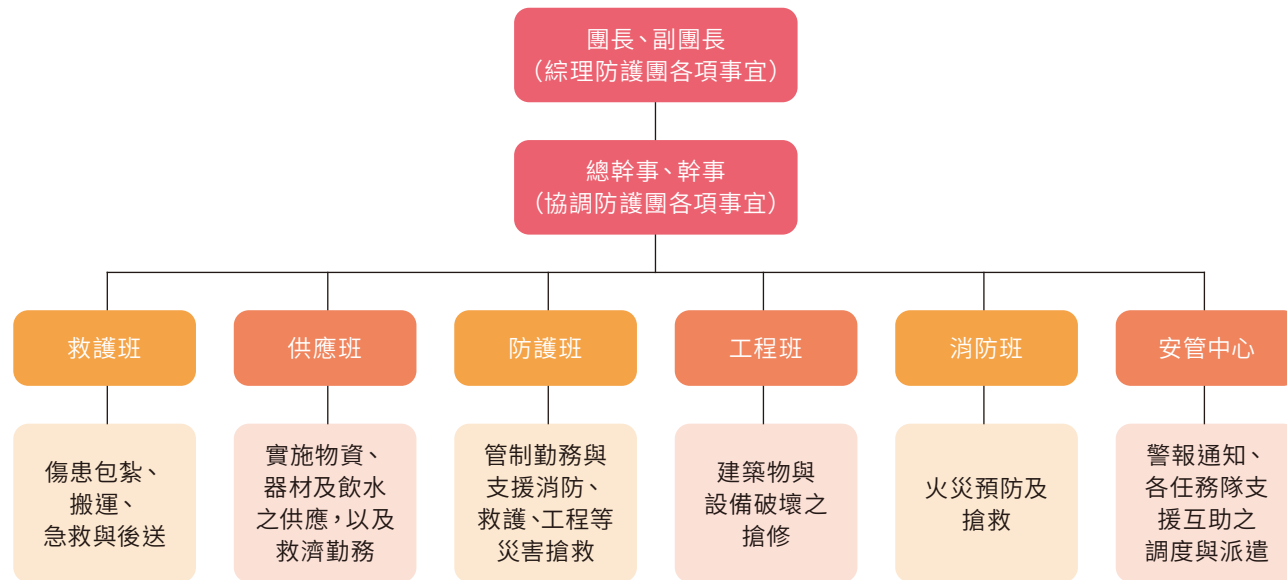 團長、副團長
（綜理防護團各項事宜）
總幹事、幹事
（協調防護團各項事宜）
救護班
供應班
防護班
工程班
消防班
安管中心
傷患包紮、
搬運、
急救與後送
實施物資、
器材及飲水
之供應，以及
救濟勤務
管制勤務與
支援消防、
救護、工程等
災害搶救
建築物與
設備破壞之
搶修
火災預防及
搶救
警報通知、
各任務隊支
援互助之
調度與派遣